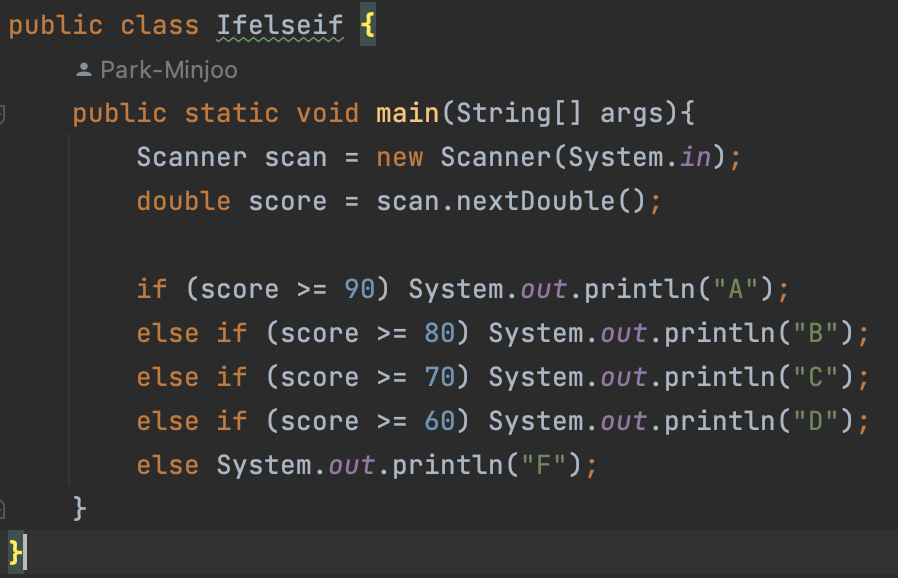 public class Ifelseif {
Park-Minjoo
public static void main(String[] args){
Scanner scan = new Scanner(System.in);
double score = scan.nextDouble();
if (score >= 90) System.out.println("A");
else if (score >= 80) System.out.println("B");
else if (score >= 70) System.out.println("C");
else if (score >= 60) System.out.println("D");
else System.out.println("F");
}
}